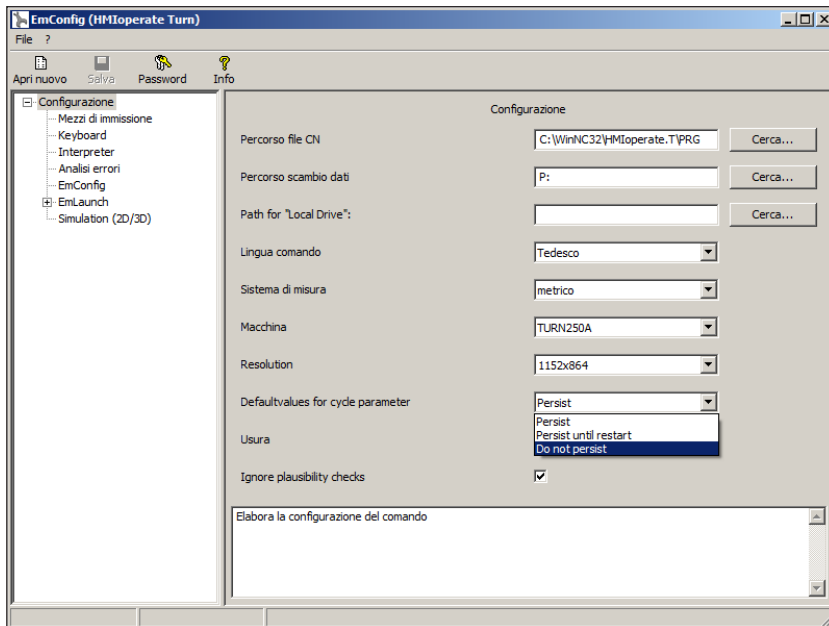 EmConfig (HMIoperate Turn)
File ?
Apri nuovo Salva Password Info
Configurazione
Mezzi di immissione
Keyboard
Interpreter
Analisi errori
EmConfig
EmLaunch
Simulation (2D/3D)
Configurazione
Percorso file CN C:\WinNC32\HMIoperate.T\PRG Cerca...
Percorso scambio dati P: Cerca...
Path for "Local Drive": Cerca...
Lingua comando Tedesco
Sistema di misura metrico
Macchina TURN250A
Resolution 1152x864
Defaultvalues for cycle parameter Persist
Persist
Persist until restart
Usura Do not persist
Ignore plausibility checks
Elabora la configurazione del comando